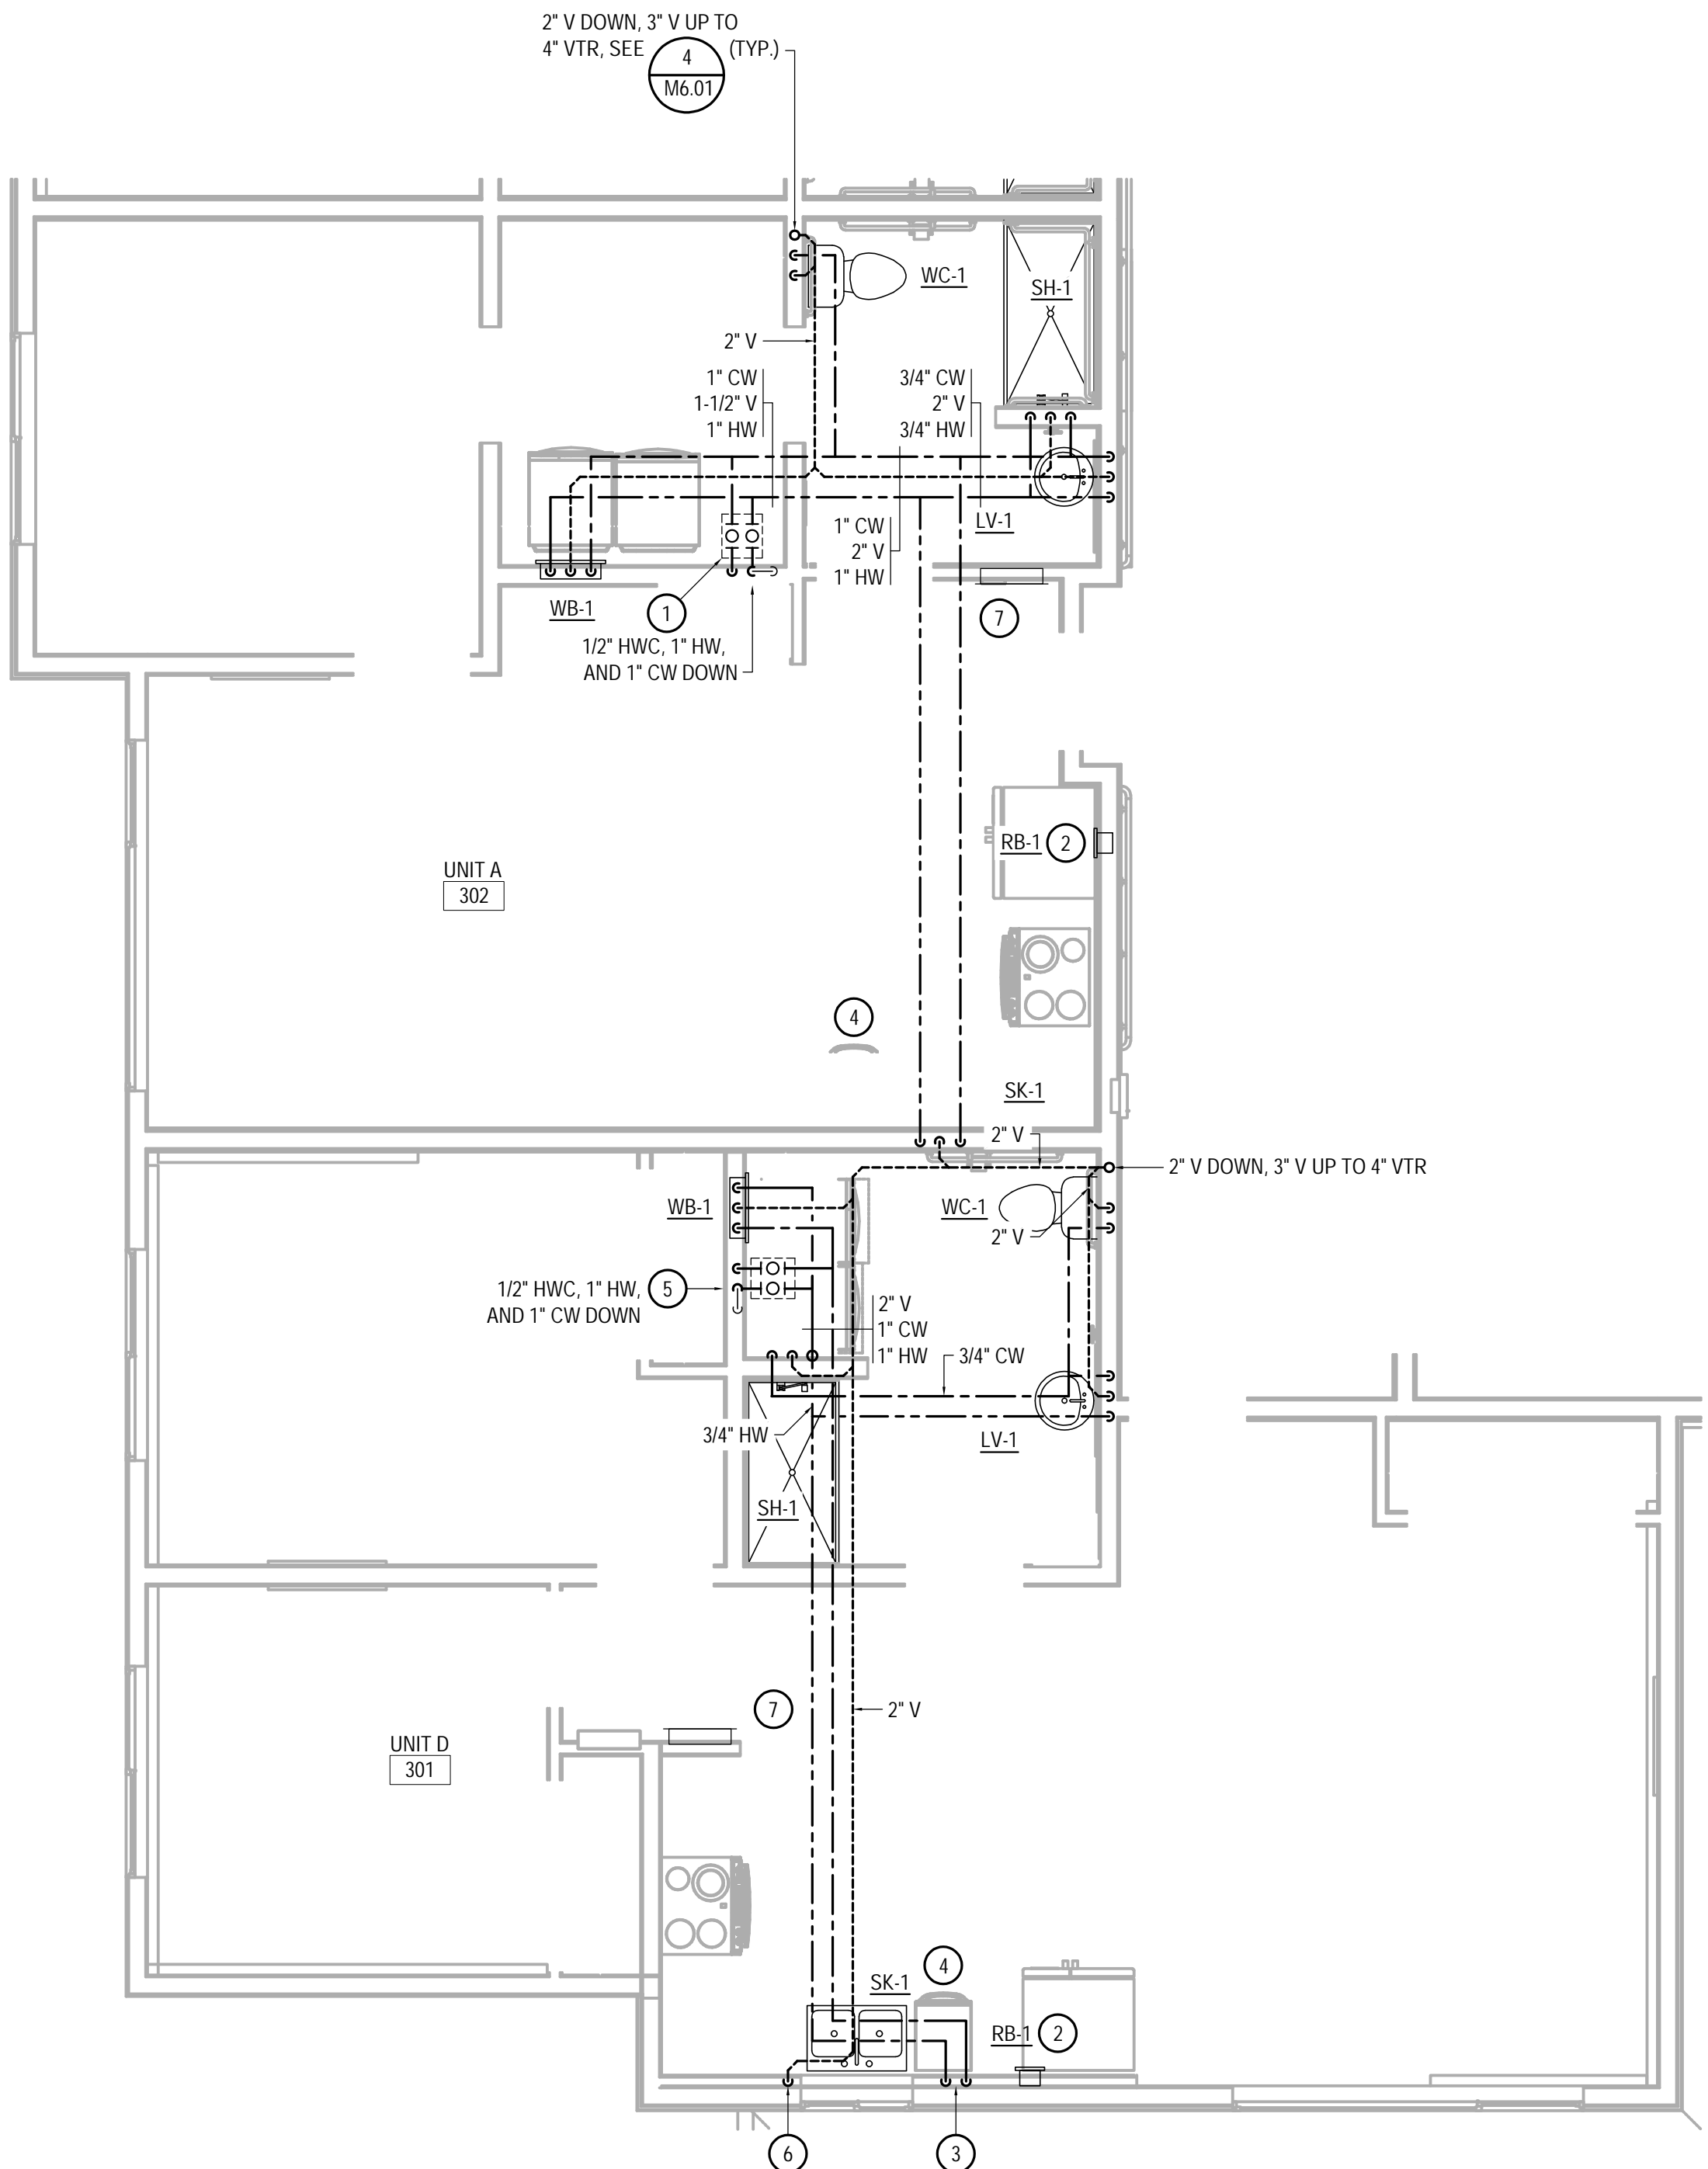 2" V DOWN, 3" V UP TO
4" VTR, SEE
4
M6.01
(TYP.)
WC-1
SH-1
2" V
1" CW
1-1/2" V
1" HW
3/4" CW
2" V
3/4" HW
LV-1
1" CW
2" V
1" HW
WB-1
1
7
1/2" HWC, 1" HW,
AND 1" CW DOWN
RB-1
2
UNIT A
302
4
SK-1
2" V
2" V DOWN, 3" V UP TO 4" VTR
WB-1
WC-1
2" V
1/2" HWC, 1" HW,
AND 1" CW DOWN
5
2" V
1" CW
1" HW
3/4" CW
3/4" HW
LV-1
SH-1
7
2" V
UNIT D
301
SK-1
4
RB-1
2
6
3